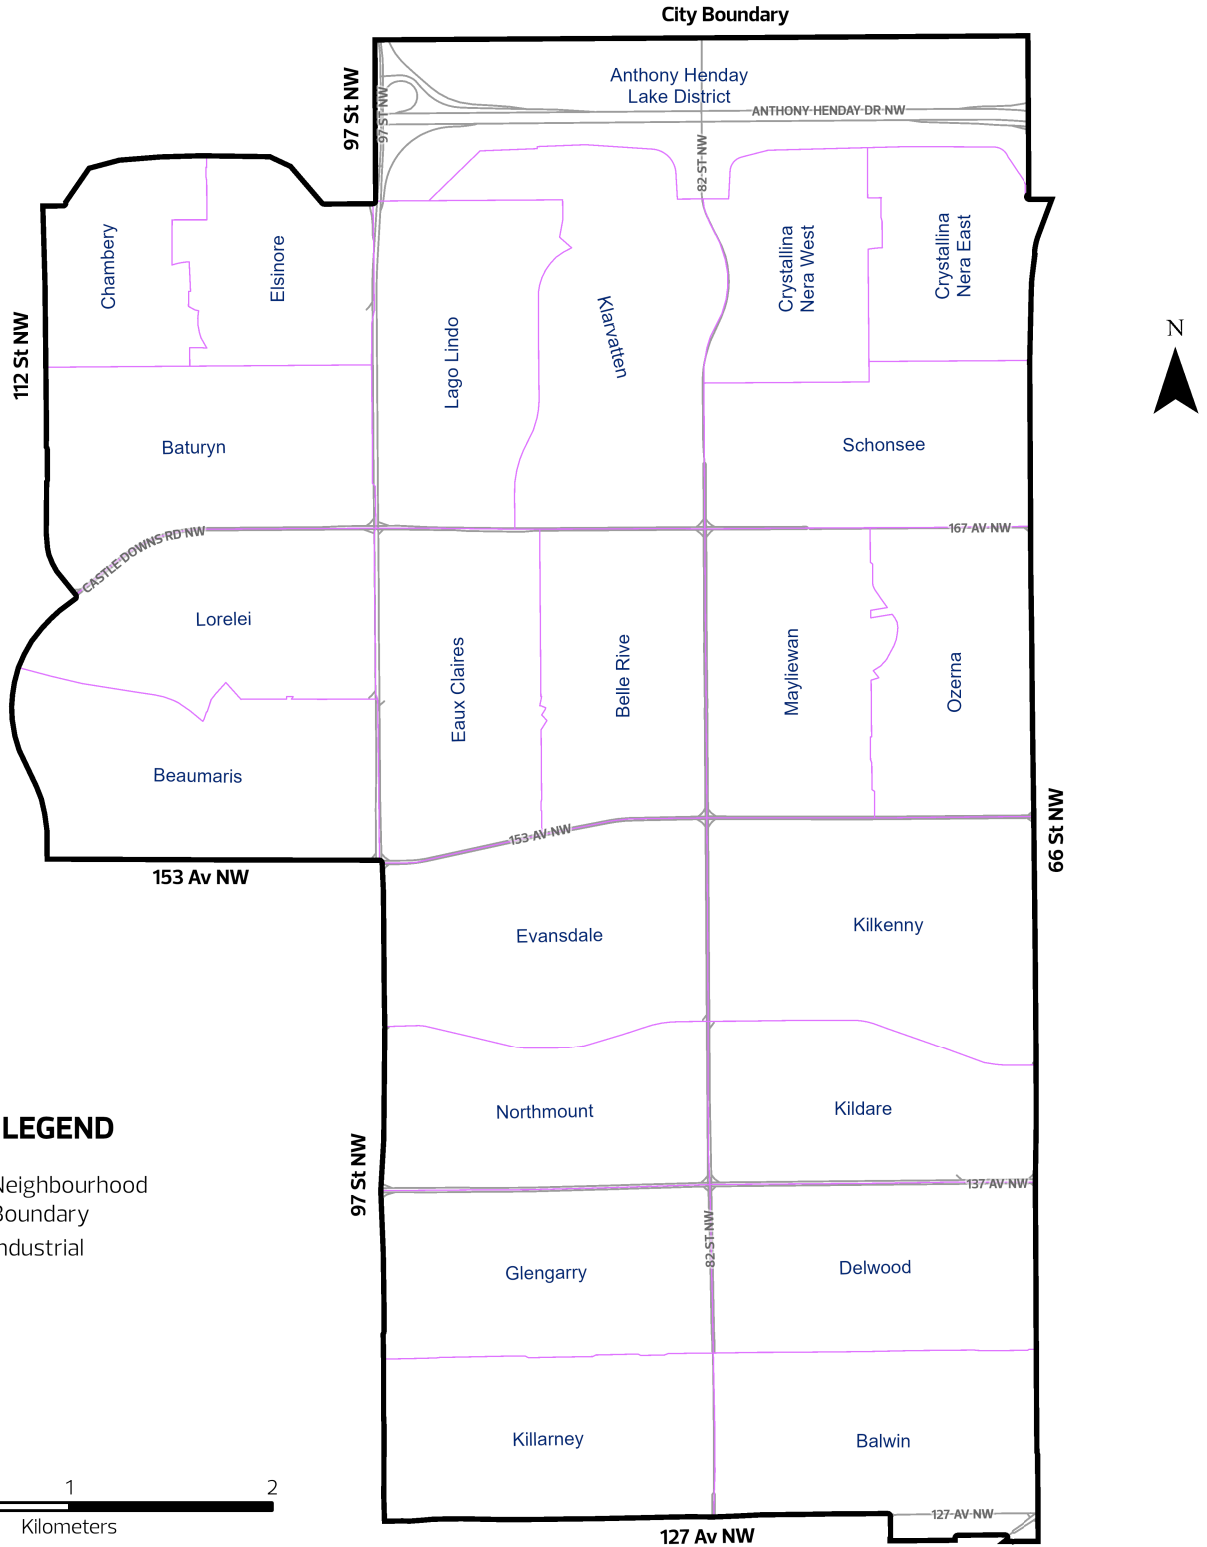 City Boundary
97 St NW
97 ST NW
Anthony Henday
Lake District
ANTHONY HENDAY DR NW
82 ST NW
Chambery
Elsinore
Lago Lindo
Klarvatten
Crystallina
Nera West
Crystallina
Nera East
112 St NW
N
Baturyn
Schonsee
CASTLE DOWNS RD NW
167 AV NW
Lorelei
Eaux Claires
Belle Rive
Mayliewan
Ozerna
Beaumaris
153 AV NW
66 St NW
153 Av NW
Evansdale
Kilkenny
Northmount
Kildare
LEGEND
Neighbourhood
Boundary
ndustrial
97 St NW
137 AV NW
82 ST NW
Glengarry
Delwood
Killarney
Balwin
1 2
Kilometers
127 AV NW
127 Av NW